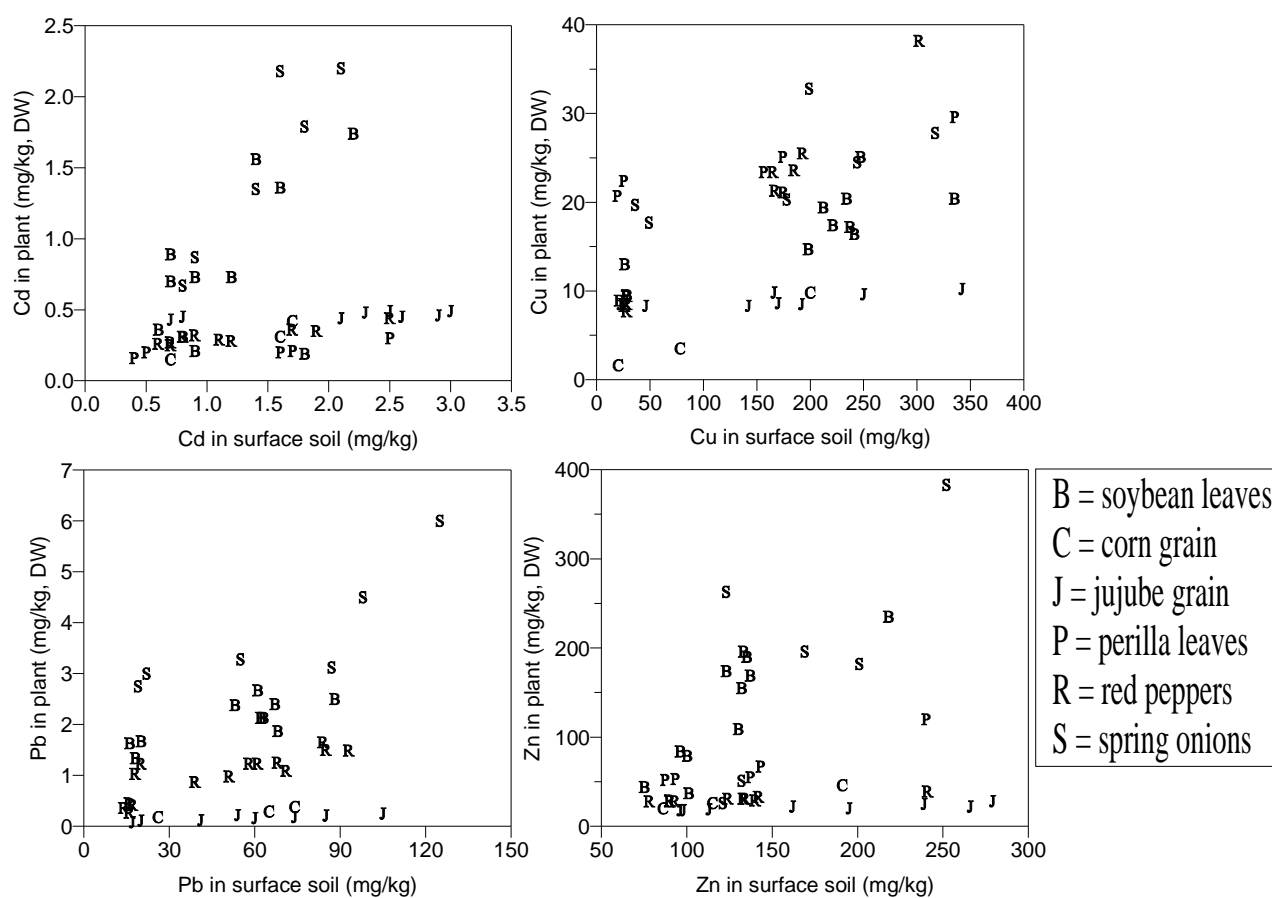 2.5
2.0
1.5
1.0
0.5
0.0
Cd in plant (mg/kg, DW)
0.0 0.5 1.0 1.5 2.0 2.5 3.0 3.5
Cd in surface soil (mg/kg)
40
30
20
10
0
Cu in plant (mg/kg, DW)
0 50 100 150 200 250 300 350 400
Cu in surface soil (mg/kg)
7
6
5
4
3
2
1
0
Pb in plant (mg/kg, DW)
0 30 60 90 120 150
Pb in surface soil (mg/kg)
400
300
200
100
0
Zn in plant (mg/kg, DW)
50 100 150 200 250 300
Zn in surface soil (mg/kg)
B = soybean leaves
C = corn grain
J = jujube grain
P = perilla leaves
R = red peppers
S = spring onions